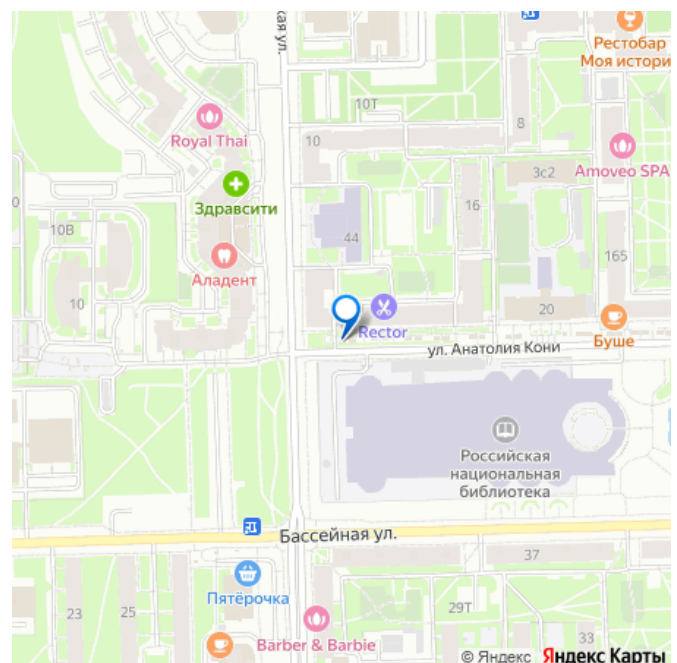 ская ул.
Рестобар
Моя истори
10Т
8
10
Royal Thai
3с2
Amoveo SPA
Здравсити
16
0
10В
44
165
Аладент
10
20
Rector
Буше
ул. Анатолия Кони
Российская
национальная
библиотека
Бассейная ул.
37
Пятёрочка
23
25
29Т
33
Barber & Barbie
© Яндекс Яндекс Карты